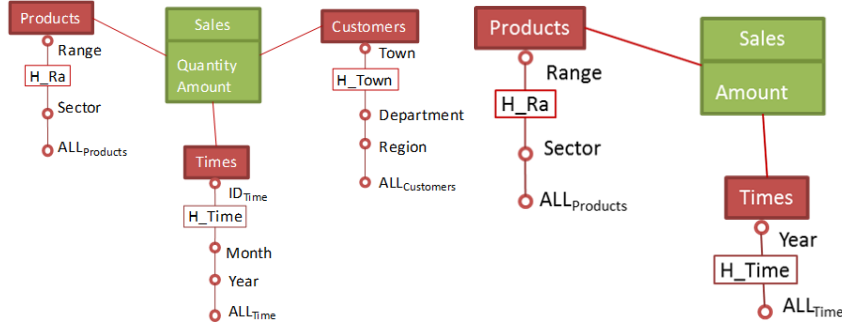 Products
Range
H_Ra
Sector
ALLProducts
Sales
Quantity
Amount
Customers
Town
H_Town
Department
Region
ALLCustomers
Times
IDTime
H_Time
Month
Year
ALLTime
Products
Range
H_Ra
Sector
ALLProducts
Sales
Amount
Times
Year
H_Time
ALLTime